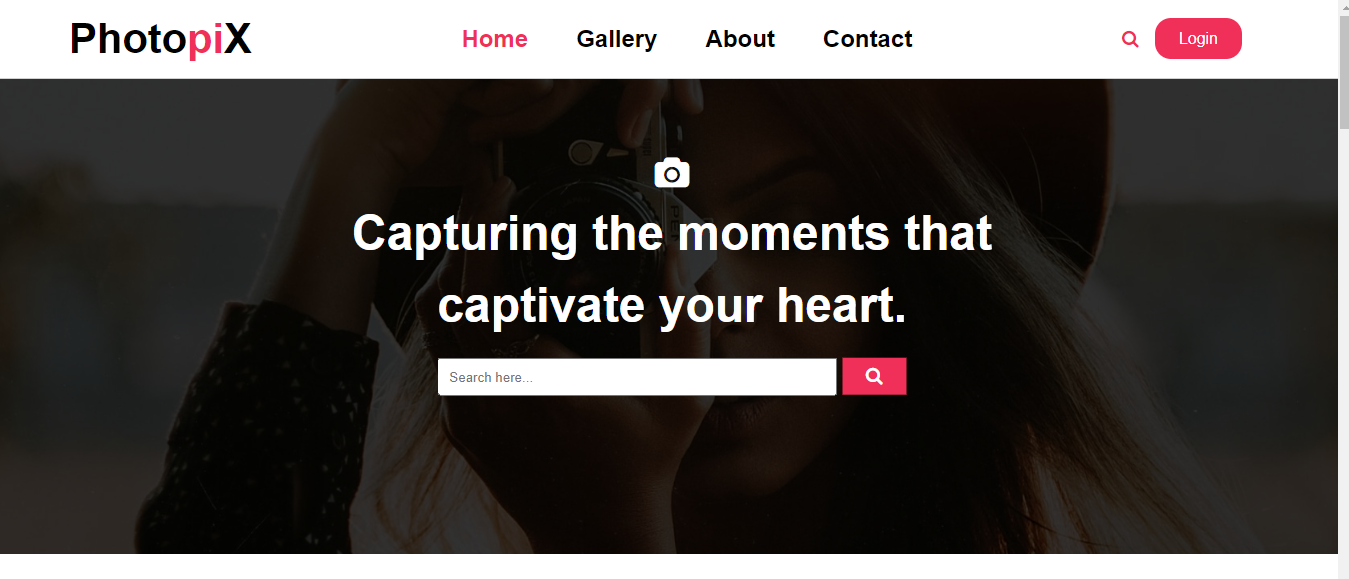 PhotopiX Home Gallery About Contact Login
Capturing the moments that
captivate your heart.
Search here...